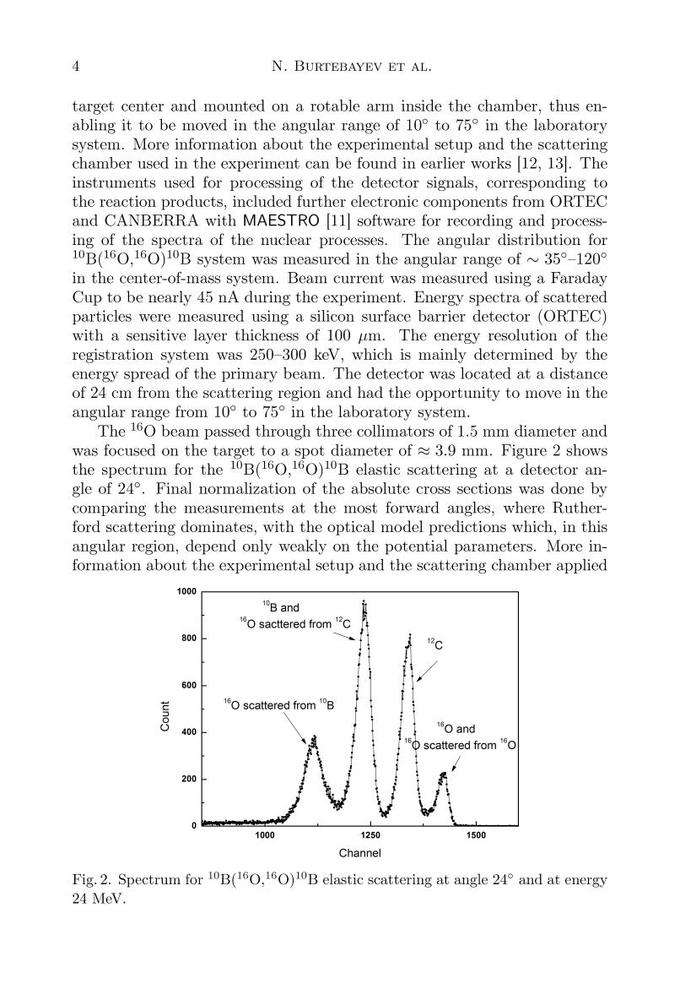 4
N. BURTEBAYEV ET AL.
target center and mounted on a rotable arm inside the chamber, thus en-
abling it to be moved in the angular range of 10° to 75° in the laboratory
system. More information about the experimental setup and the scattering
chamber used in the experiment can be found in earlier works [12, 13]. The
instruments used for processing of the detector signals, corresponding to
the reaction products, included further electronic components from ORTEC
and CANBERRA with MAESTRO [11] software for recording and process-
ing of the spectra of the nuclear processes. The angular distribution for
¹⁰B(¹⁶O,¹⁶O)¹⁰B system was measured in the angular range of ∼ 35°–120°
in the center-of-mass system. Beam current was measured using a Faraday
Cup to be nearly 45 nA during the experiment. Energy spectra of scattered
particles were measured using a silicon surface barrier detector (ORTEC)
with a sensitive layer thickness of 100 μm. The energy resolution of the
registration system was 250–300 keV, which is mainly determined by the
energy spread of the primary beam. The detector was located at a distance
of 24 cm from the scattering region and had the opportunity to move in the
angular range from 10° to 75° in the laboratory system.
The ¹⁶O beam passed through three collimators of 1.5 mm diameter and
was focused on the target to a spot diameter of ≈ 3.9 mm. Figure 2 shows
the spectrum for the ¹⁰B(¹⁶O,¹⁶O)¹⁰B elastic scattering at a detector an-
gle of 24°. Final normalization of the absolute cross sections was done by
comparing the measurements at the most forward angles, where Ruther-
ford scattering dominates, with the optical model predictions which, in this
angular region, depend only weakly on the potential parameters. More in-
formation about the experimental setup and the scattering chamber applied
1000
¹⁰B and
¹⁶O sacttered from ¹²C
800
¹²C
600
¹⁶O scattered from ¹⁰B
Count
400
¹⁶O and
¹⁶O scattered from ¹⁶O
200
0
1000
1250
1500
Channel
Fig. 2. Spectrum for ¹⁰B(¹⁶O,¹⁶O)¹⁰B elastic scattering at angle 24° and at energy
24 MeV.